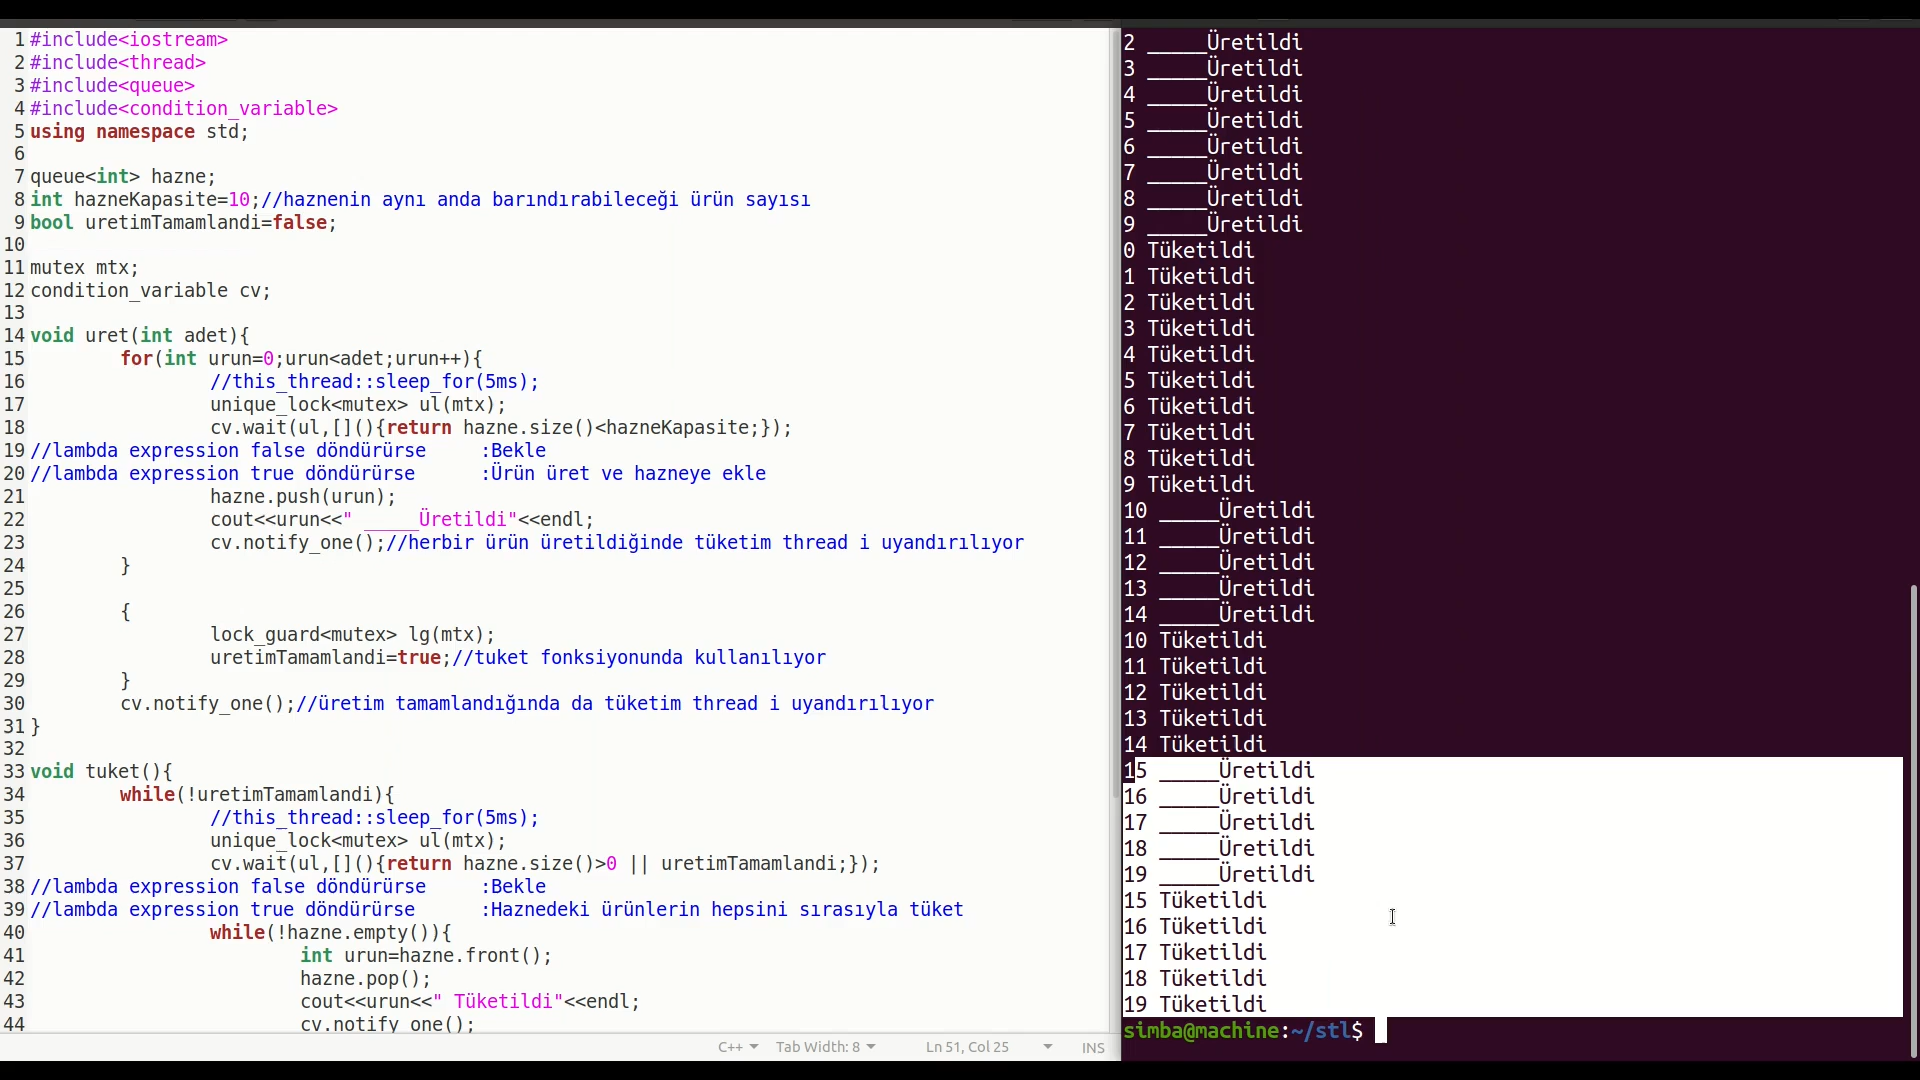 1 #include<iostream>
2 #include<thread>
3 #include<queue>
4 #include<condition_variable>
5 using namespace std;
6
7 queue<int> hazne;
8 int hazneKapasite=10;//haznenin aynı anda barındırabileceği ürün sayısı
9 bool uretimTamamlandi=false;
10
11 mutex mtx;
12 condition_variable cv;
13
14 void uret(int adet){
15 for(int urun=0;urun<adet;urun++){
16 //this_thread::sleep_for(5ms);
17 unique_lock<mutex> ul(mtx);
18 cv.wait(ul,[](){return hazne.size()<hazneKapasite;});
19 //lambda expression false döndürürse :Bekle
20 //lambda expression true döndürürse :Ürün üret ve hazneye ekle
21 hazne.push(urun);
22 cout<<urun<<" _____Üretildi"<<endl;
23 cv.notify_one();//herbir ürün üretildiğinde tüketim thread i uyandırılıyor
24 }
25
26 {
27 lock_guard<mutex> lg(mtx);
28 uretimTamamlandi=true;//tuket fonksiyonunda kullanılıyor
29 }
30 cv.notify_one();//üretim tamamlandığında da tüketim thread i uyandırılıyor
31 }
32
33 void tuket(){
34 while(!uretimTamamlandi){
35 //this_thread::sleep_for(5ms);
36 unique_lock<mutex> ul(mtx);
37 cv.wait(ul,[](){return hazne.size()>0 || uretimTamamlandi;});
38 //lambda expression false döndürürse :Bekle
39 //lambda expression true döndürürse :Haznedeki ürünlerin hepsini sırasıyla tüket
40 while(!hazne.empty()){
41 int urun=hazne.front();
42 hazne.pop();
43 cout<<urun<<" Tüketildi"<<endl;
44 cv.notify_one();
C++ Tab Width: 8 Ln 51, Col 25 INS
2 _____Üretildi
3 _____Üretildi
4 _____Üretildi
5 _____Üretildi
6 _____Üretildi
7 _____Üretildi
8 _____Üretildi
9 _____Üretildi
0 Tüketildi
1 Tüketildi
2 Tüketildi
3 Tüketildi
4 Tüketildi
5 Tüketildi
6 Tüketildi
7 Tüketildi
8 Tüketildi
9 Tüketildi
10 _____Üretildi
11 _____Üretildi
12 _____Üretildi
13 _____Üretildi
14 _____Üretildi
10 Tüketildi
11 Tüketildi
12 Tüketildi
13 Tüketildi
14 Tüketildi
15 _____Üretildi
16 _____Üretildi
17 _____Üretildi
18 _____Üretildi
19 _____Üretildi
15 Tüketildi
16 Tüketildi
17 Tüketildi
18 Tüketildi
19 Tüketildi
simba@machine:~/stl$